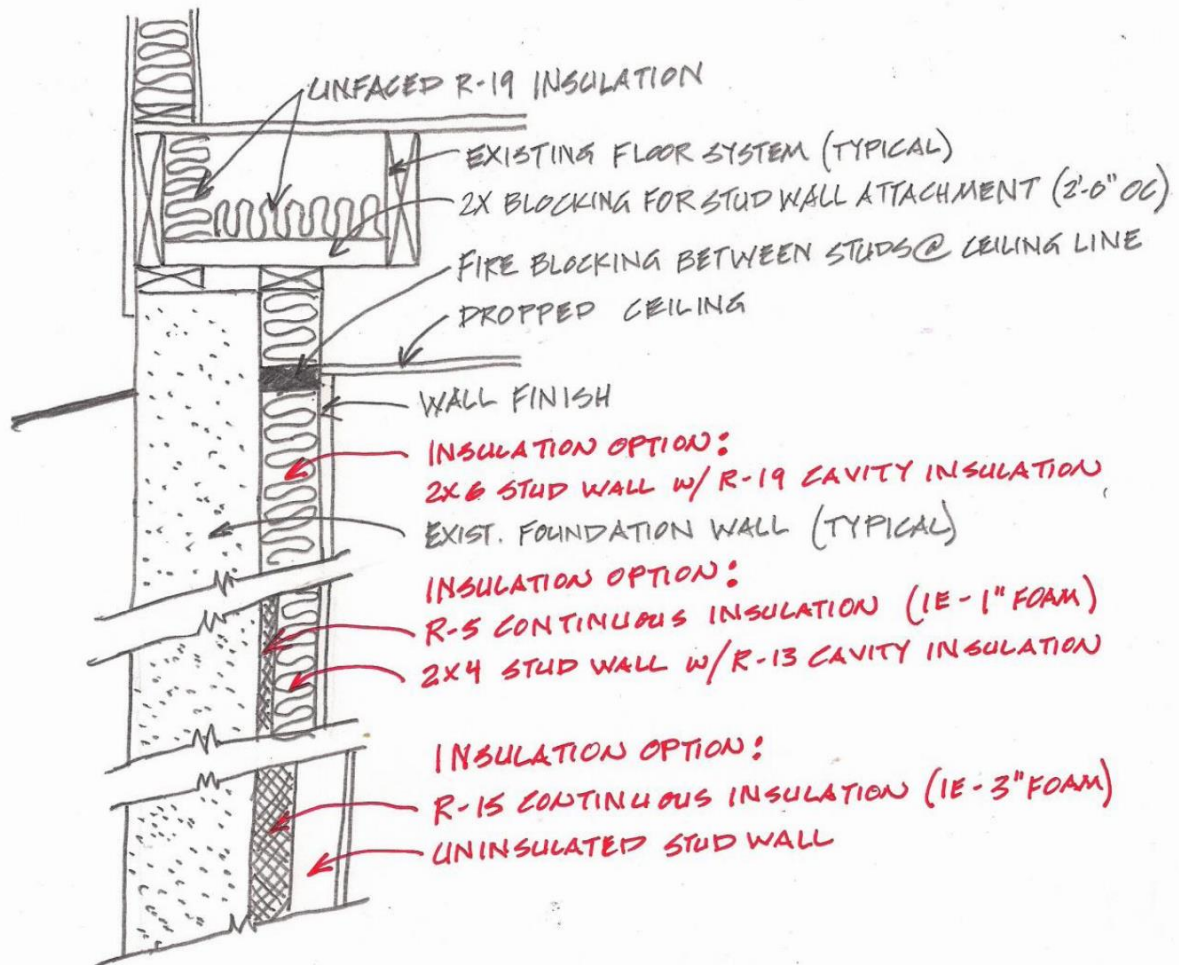 UNFACED R-19 INSULATION
EXISTING FLOOR SYSTEM (TYPICAL)
2X BLOCKING FOR STUD WALL ATTACHMENT (2'-0" OC)
FIRE BLOCKING BETWEEN STUDS @ CEILING LINE
DROPPED CEILING
WALL FINISH
INSULATION OPTION:
2X6 STUD WALL W/ R-19 CAVITY INSULATION
EXIST. FOUNDATION WALL (TYPICAL)
INSULATION OPTION:
R-5 CONTINUOUS INSULATION (IE-1" FOAM)
2X4 STUD WALL W/R-13 CAVITY INSULATION
INSULATION OPTION:
R-15 CONTINUOUS INSULATION (IE-3" FOAM)
UNINSULATED STUD WALL